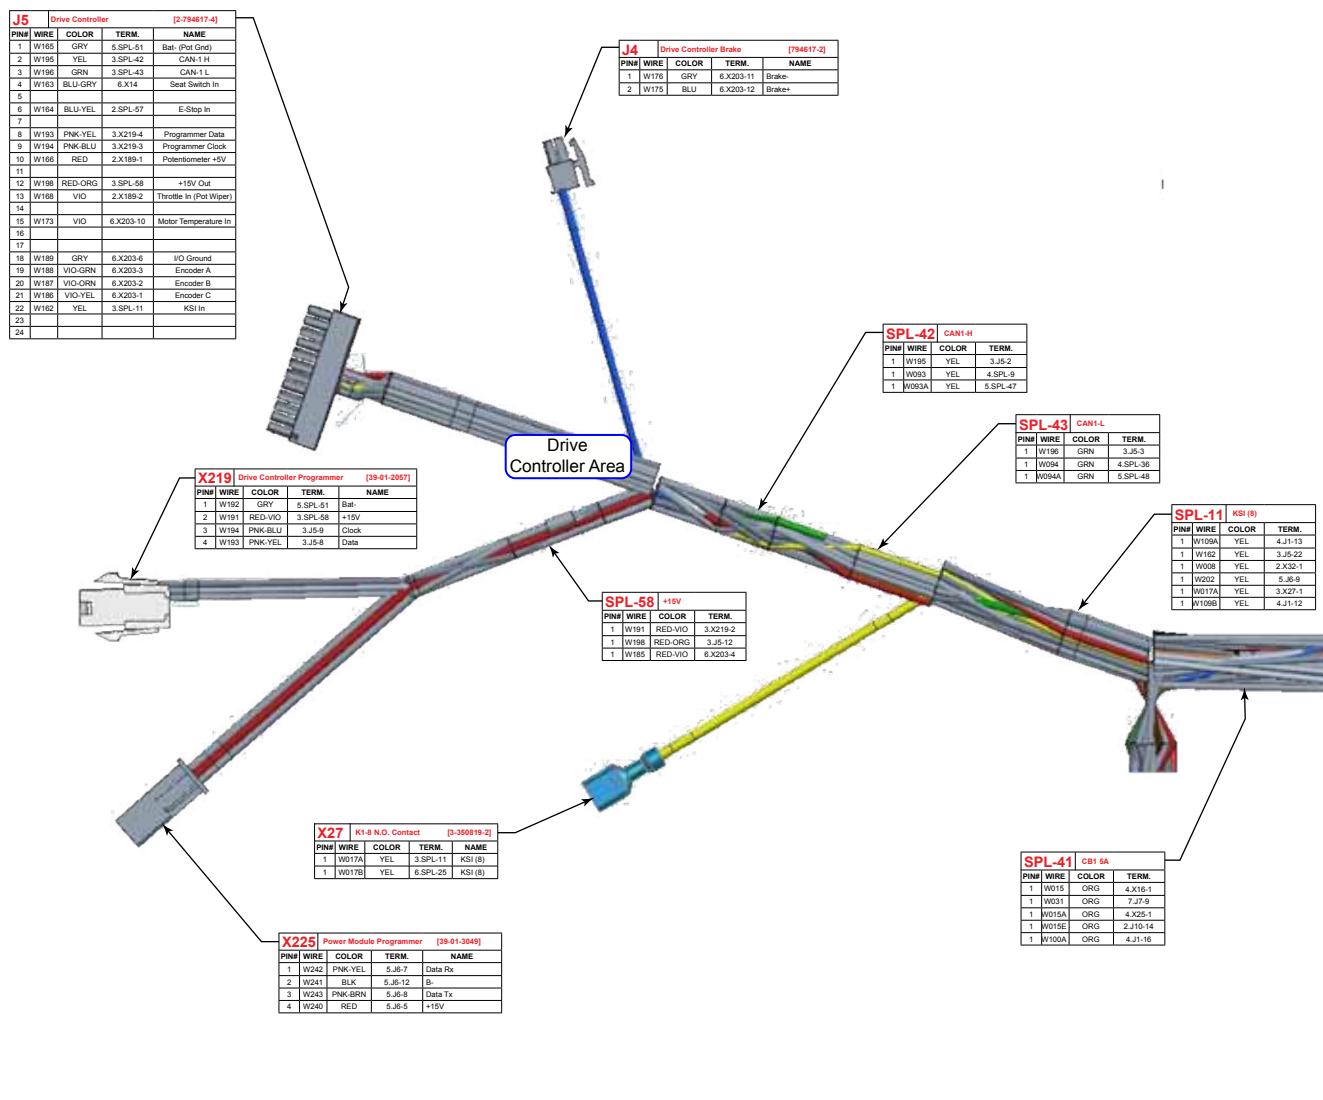 J5 Drive Controller [2-794617-4]
PIN# WIRE COLOR TERM. NAME
1 W165 GRY 5.SPL-51 Bat- (Pot Gnd)
2 W195 YEL 3.SPL-42 CAN-1 H
3 W196 GRN 3.SPL-43 CAN-1 L
4 W163 BLU-GRY 6.X14 Seat Switch In
5
6 W164 BLU-YEL 2.SPL-57 E-Stop In
7
8 W193 PNK-YEL 3.X219-4 Programmer Data
9 W194 PNK-BLU 3.X219-3 Programmer Clock
10 W166 RED 2.X189-1 Potentiometer +5V
11
12 W198 RED-ORG 3.SPL-58 +15V Out
13 W168 VIO 2.X189-2 Throttle In (Pot Wiper)
14
15 W173 VIO 6.X203-10 Motor Temperature In
16
17
18 W189 GRY 6.X203-6 I/O Ground
19 W188 VIO-GRN 6.X203-3 Encoder A
20 W187 VIO-ORN 6.X203-2 Encoder B
21 W186 VIO-YEL 6.X203-1 Encoder C
22 W162 YEL 3.SPL-11 KSI In
23
24
J4 Drive Controller Brake [794617-2]
PIN# WIRE COLOR TERM. NAME
1 W176 GRY 6.X203-11 Brake-
2 W175 BLU 6.X203-12 Brake+
SPL-42 CAN1-H
PIN# WIRE COLOR TERM.
1 W195 YEL 3.J5-2
1 W093 YEL 4.SPL-9
1 W093A YEL 5.SPL-47
SPL-43 CAN1-L
PIN# WIRE COLOR TERM.
1 W196 GRN 3.J5-3
1 W094 GRN 4.SPL-36
1 W094A GRN 5.SPL-48
Drive
Controller Area
X219 Drive Controller Programmer [39-01-2057]
PIN# WIRE COLOR TERM. NAME
1 W192 GRY 5.SPL-51 Bat-
2 W191 RED-VIO 3.SPL-58 +15V
3 W194 PNK-BLU 3.J5-9 Clock
4 W193 PNK-YEL 3.J5-8 Data
SPL-11 KSI (8)
PIN# WIRE COLOR TERM.
1 W109A YEL 4.J1-13
1 W162 YEL 3.J5-22
1 W008 YEL 2.X32-1
1 W202 YEL 5.J6-9
1 W017A YEL 3.X27-1
1 W109B YEL 4.J1-12
SPL-58 +15V
PIN# WIRE COLOR TERM.
1 W191 RED-VIO 3.X219-2
1 W198 RED-ORG 3.J5-12
1 W185 RED-VIO 6.X203-4
X27 K1-8 N.O. Contact [3-350819-2]
PIN# WIRE COLOR TERM. NAME
1 W017A YEL 3.SPL-11 KSI (8)
1 W017B YEL 6.SPL-25 KSI (8)
SPL-41 CB1 5A
PIN# WIRE COLOR TERM.
1 W015 ORG 4.X16-1
1 W031 ORG 7.J7-9
1 W015A ORG 4.X25-1
1 W015E ORG 2.J10-14
1 W100A ORG 4.J1-16
X225 Power Module Programmer [39-01-3049]
PIN# WIRE COLOR TERM. NAME
1 W242 PNK-YEL 5.J6-7 Data Rx
2 W241 BLK 5.J6-12 B-
3 W243 PNK-BRN 5.J6-8 Data Tx
4 W240 RED 5.J6-5 +15V